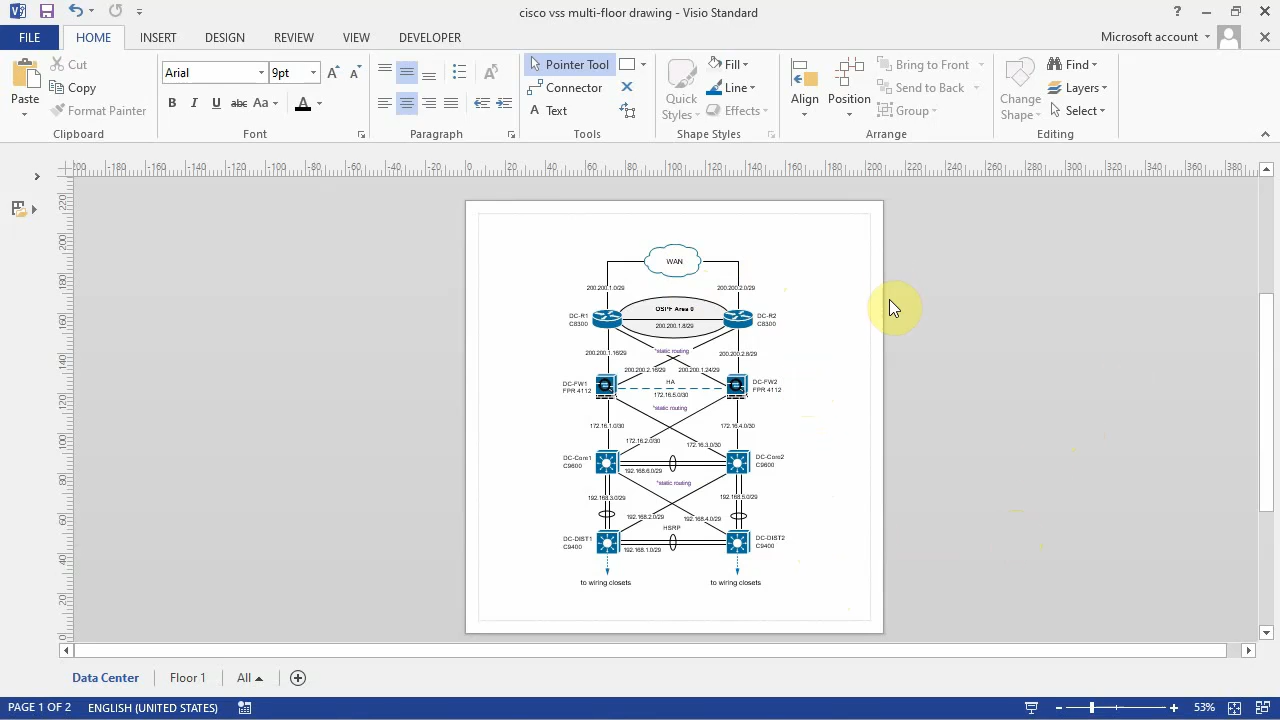 cisco vss multi-floor drawing - Visio Standard
FILE HOME INSERT DESIGN REVIEW VIEW DEVELOPER Microsoft account
Paste Cut Copy Format Painter
Clipboard
Arial 9pt
B I U abc Aa A
Font
Paragraph
Pointer Tool
Connector
A Text
Tools
Quick Styles
Fill
Line
Effects
Shape Styles
Align
Position
Bring to Front
Send to Back
Group
Arrange
Change Shape
Find
Layers
Select
Editing
WAN
200.200.1.0/29 200.200.2.0/29
OSPF Area 0
DC-R1 DC-R2
C8300 C8300
200.200.1.8/29
*static routing
200.200.1.16/29 200.200.2.8/29
200.200.2.16/29 200.200.1.24/29
DC-FW1 HA DC-FW2
FPR 4112 FPR 4112
172.16.5.0/30
*static routing
172.16.1.0/30 172.16.4.0/30
172.16.2.0/30 172.16.3.0/30
DC-Core1 DC-Core2
C9600 C9600
192.168.6.0/29
*static routing
192.168.3.0/29 192.168.5.0/29
192.168.2.0/29 192.168.4.0/29
HSRP
DC-DIST1 DC-DIST2
C9400 C9400
192.168.1.0/29
to wiring closets to wiring closets
Data Center Floor 1 All
PAGE 1 OF 2 ENGLISH (UNITED STATES) 53%